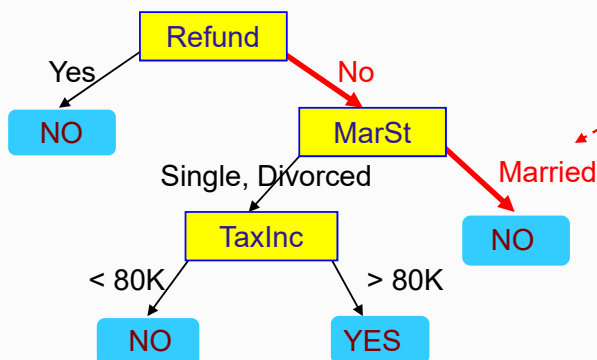 Refund
Yes
No
NO
MarSt
Single, Divorced
Married
TaxInc
NO
< 80K
> 80K
NO
YES